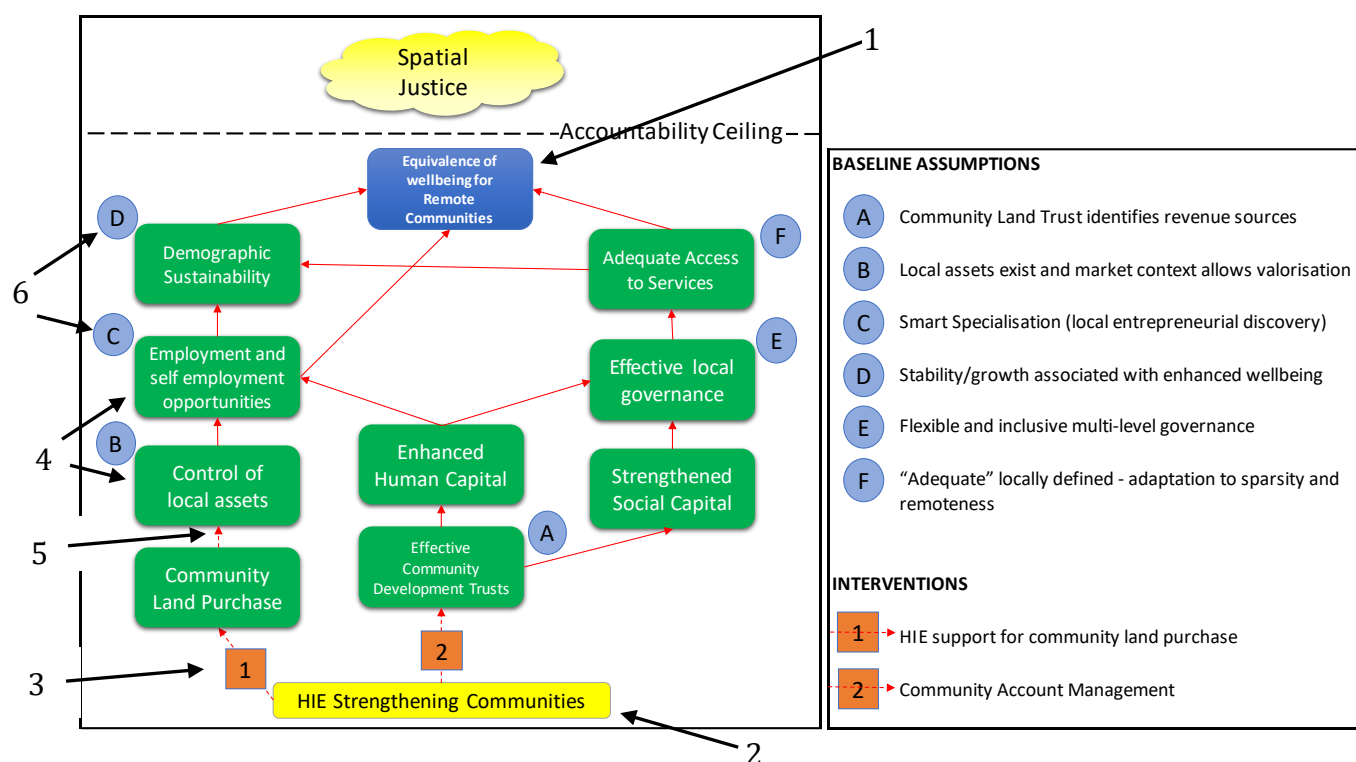 1
Spatial
Justice
Accountability Ceiling
Equivalence of
wellbeing for
Remote
Communities
D
Demographic
Sustainability
Adequate Access
to Services
F
6
C
Employment and
self employment
opportunities
Effective local
governance
E
4
B
Control of
local assets
Enhanced
Human Capital
Strengthened
Social Capital
5
Community
Land Purchase
Effective
Community
Development Trusts
A
3
1
2
HIE Strengthening Communities
2
BASELINE ASSUMPTIONS
A Community Land Trust identifies revenue sources
B Local assets exist and market context allows valorisation
C Smart Specialisation (local entrepreneurial discovery)
D Stability/growth associated with enhanced wellbeing
E Flexible and inclusive multi-level governance
F “Adequate” locally defined - adaptation to sparsity and
remoteness
INTERVENTIONS
1 HIE support for community land purchase
2 Community Account Management